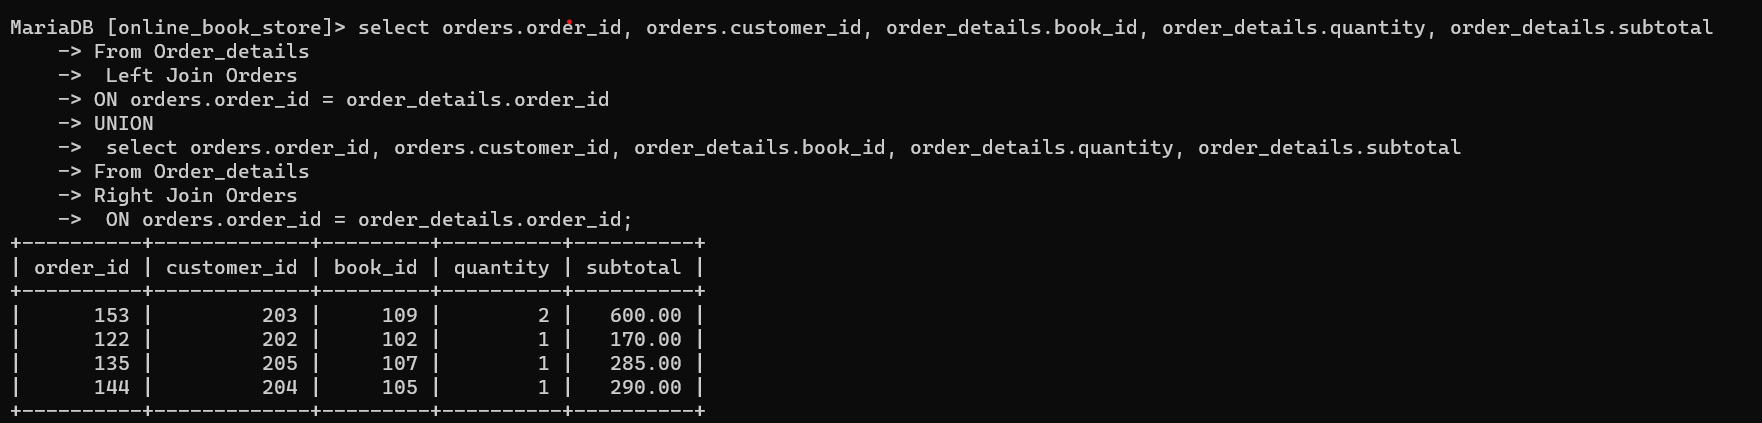 MariaDB [online_book_store]> select orders.order_id, orders.customer_id, order_details.book_id, order_details.quantity, order_details.subtotal
    -> From Order_details
    ->  Left Join Orders
    -> ON orders.order_id = order_details.order_id
    -> UNION
    ->  select orders.order_id, orders.customer_id, order_details.book_id, order_details.quantity, order_details.subtotal
    -> From Order_details
    -> Right Join Orders
    ->  ON orders.order_id = order_details.order_id;
+----------+-------------+---------+----------+----------+
| order_id | customer_id | book_id | quantity | subtotal |
+----------+-------------+---------+----------+----------+
|      153 |         203 |     109 |        2 |   600.00 |
|      122 |         202 |     102 |        1 |   170.00 |
|      135 |         205 |     107 |        1 |   285.00 |
|      144 |         204 |     105 |        1 |   290.00 |
+----------+-------------+---------+----------+----------+